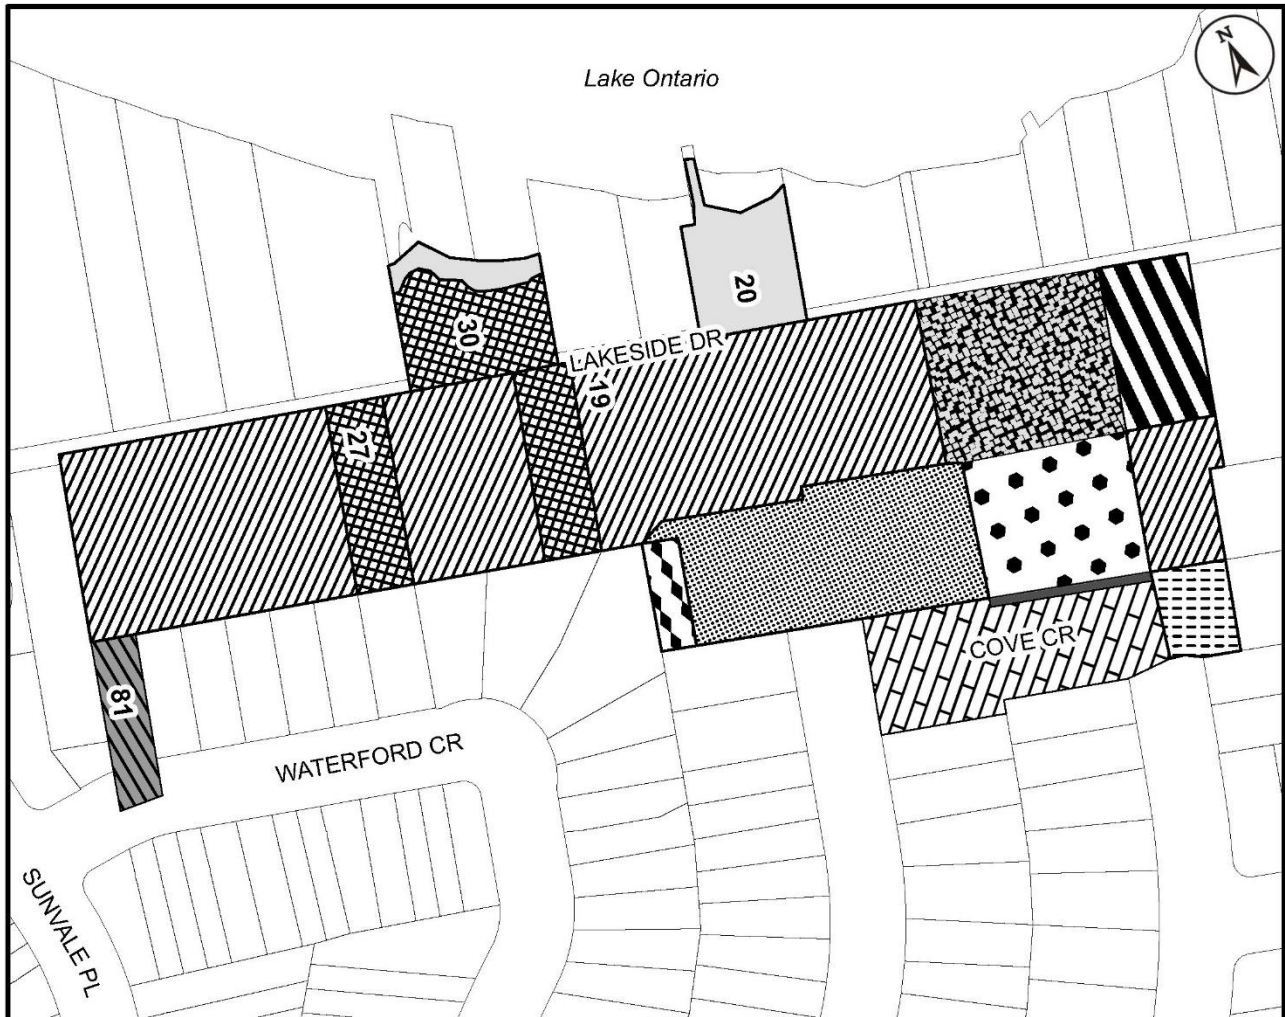 N
Lake Ontario
20
30
LAKESIDE DR
19
27
COVE CR
81
WATERFORD CR
SUNVALE PL